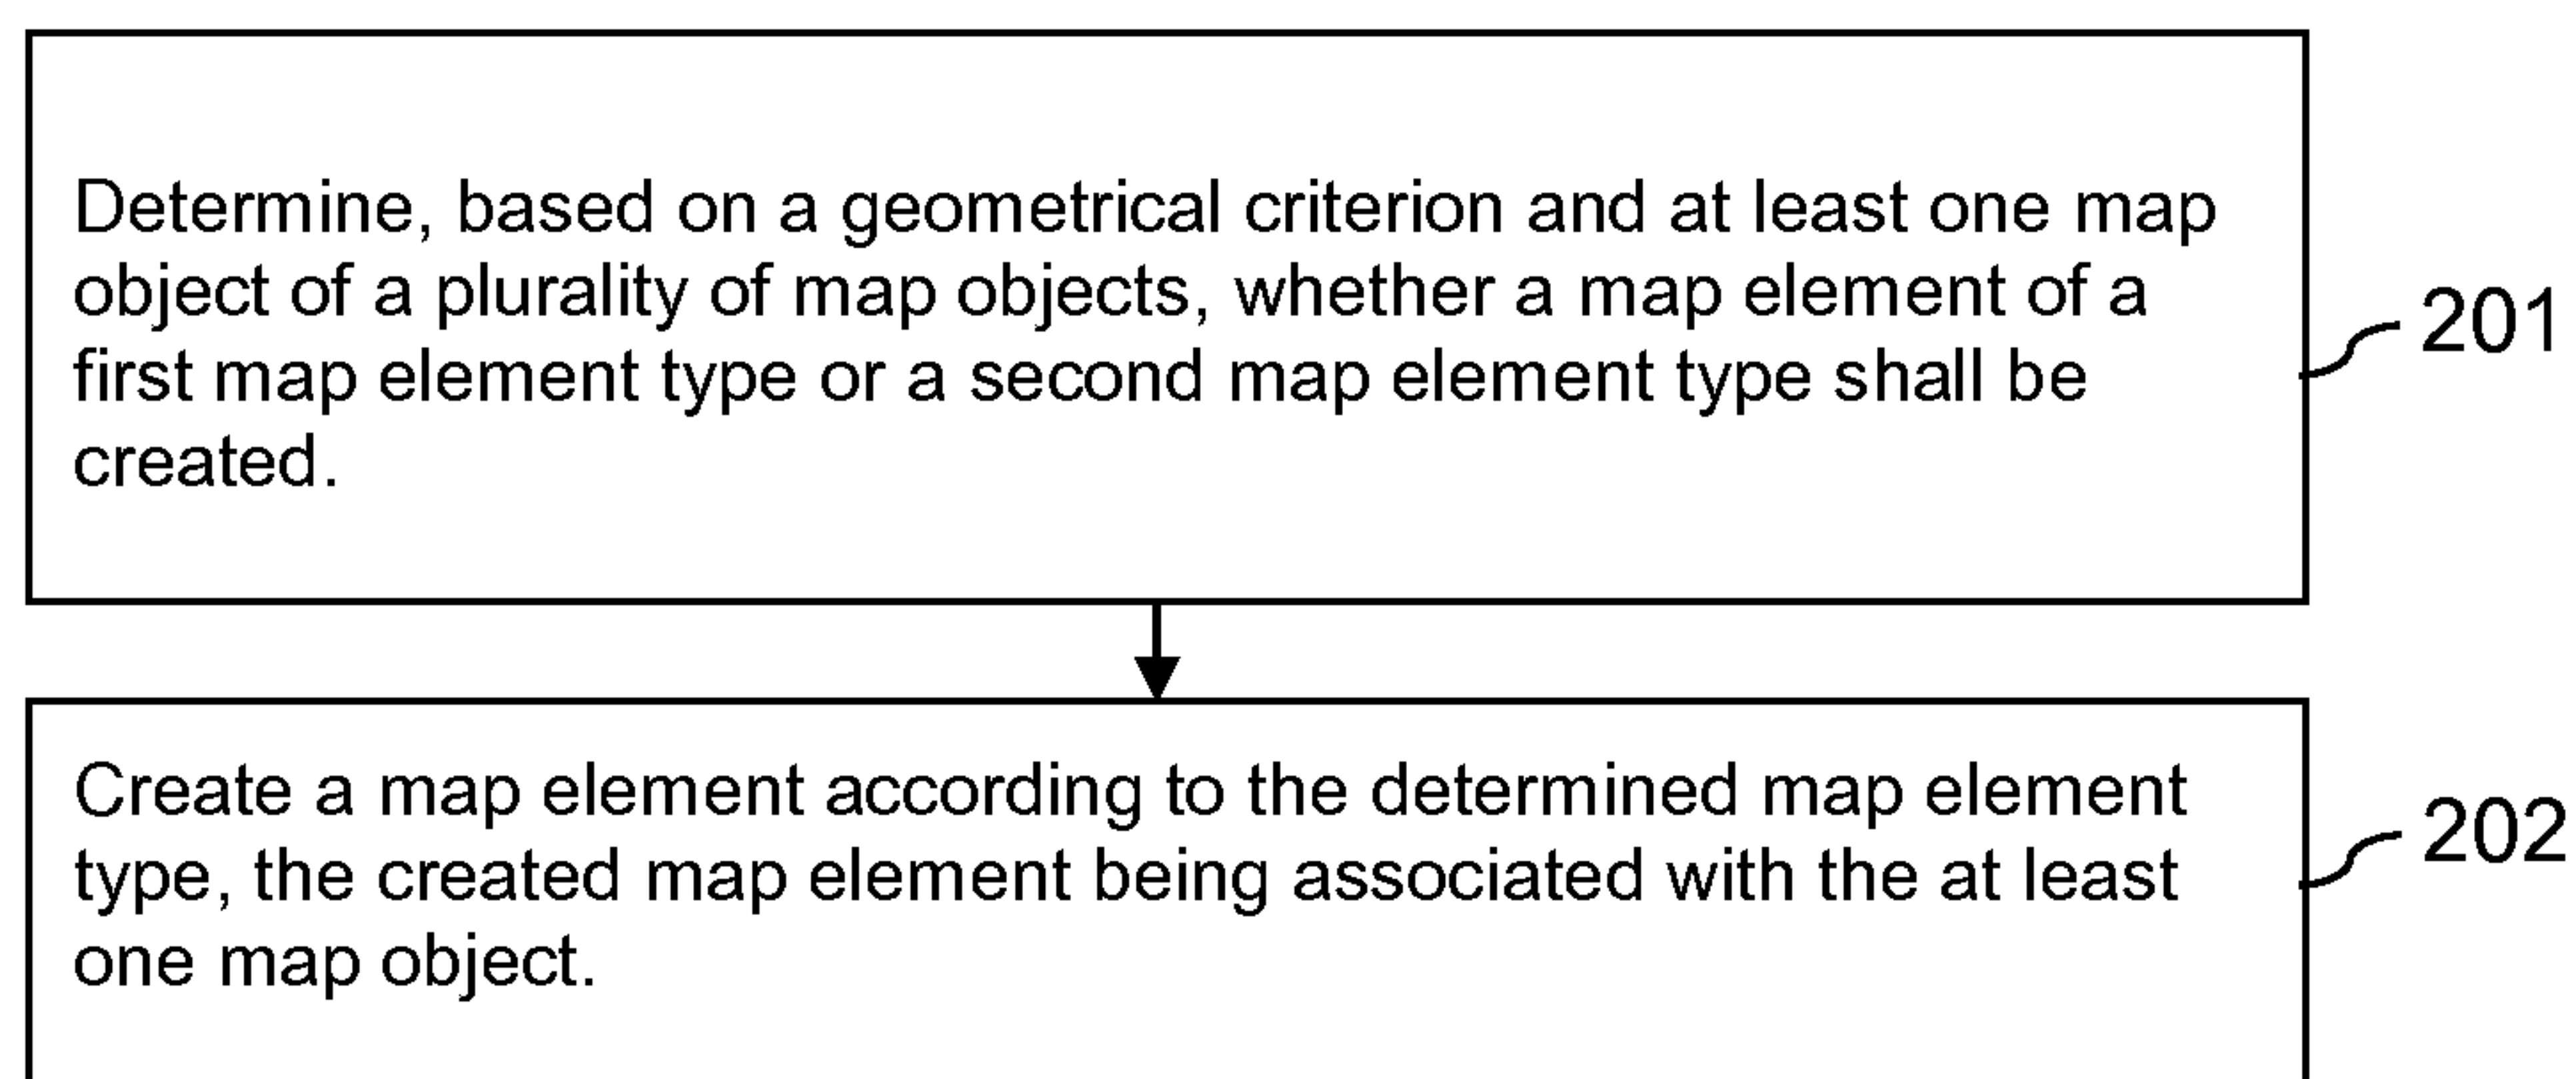 Determine, based on a geometrical criterion and at least one map
object of a plurality of map objects, whether a map element of a
first map element type or a second map element type shall be
created.
201
Create a map element according to the determined map element
type, the created map element being associated with the at least
one map object.
202